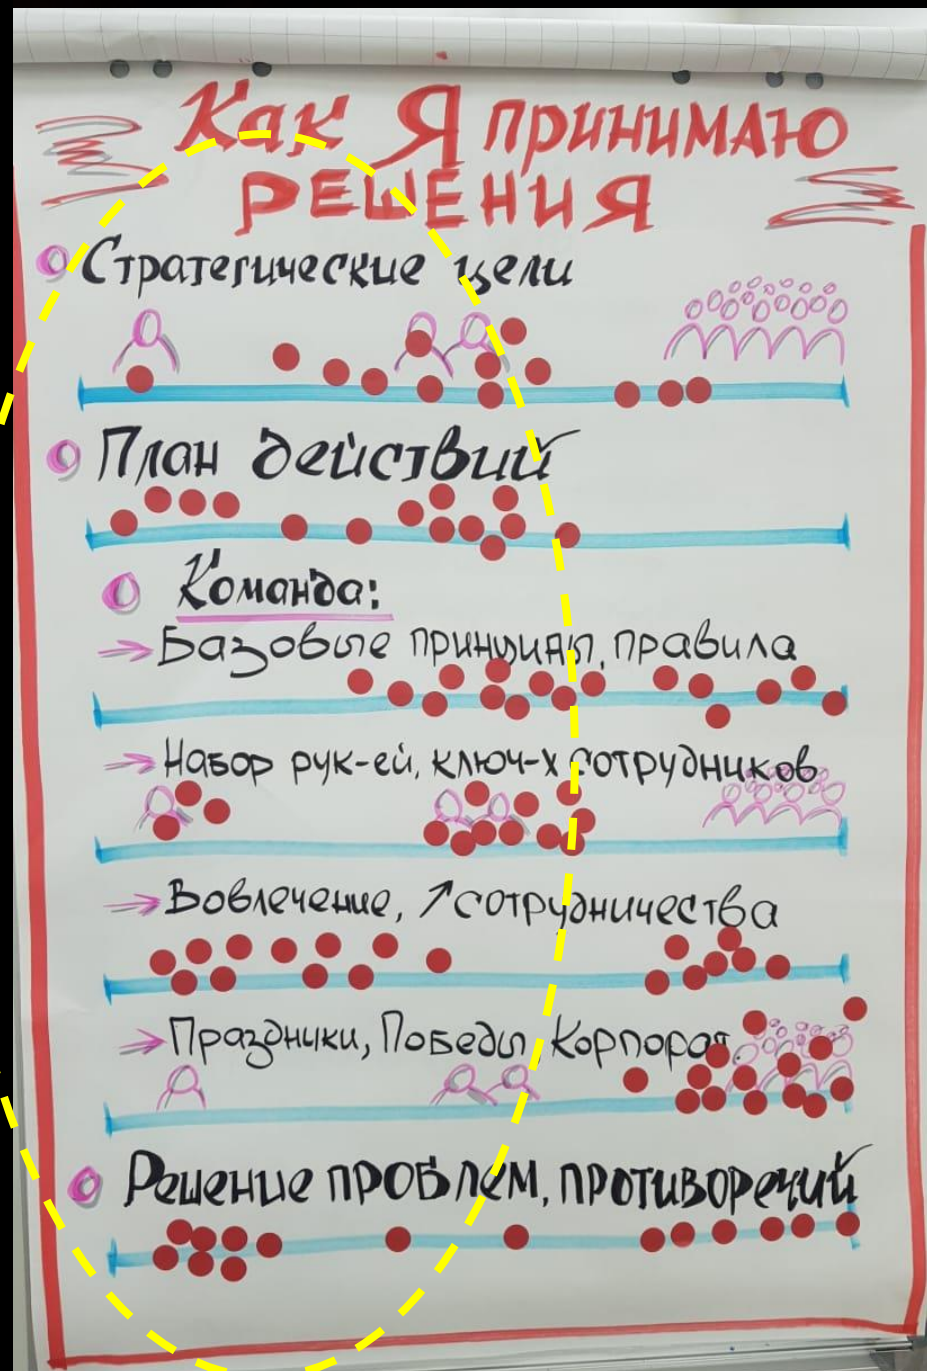 Как Я принимаю
РЕШЕНИЯ
Стратегические цели
План действий
Команда:
→ Базовые принципы, правила
→ Набор рук-ей, ключ-х сотрудников
→ Вовлечение, ↗ сотрудничества
→ Праздники, Победы, Корпорат.
Решение проблем, противоречий